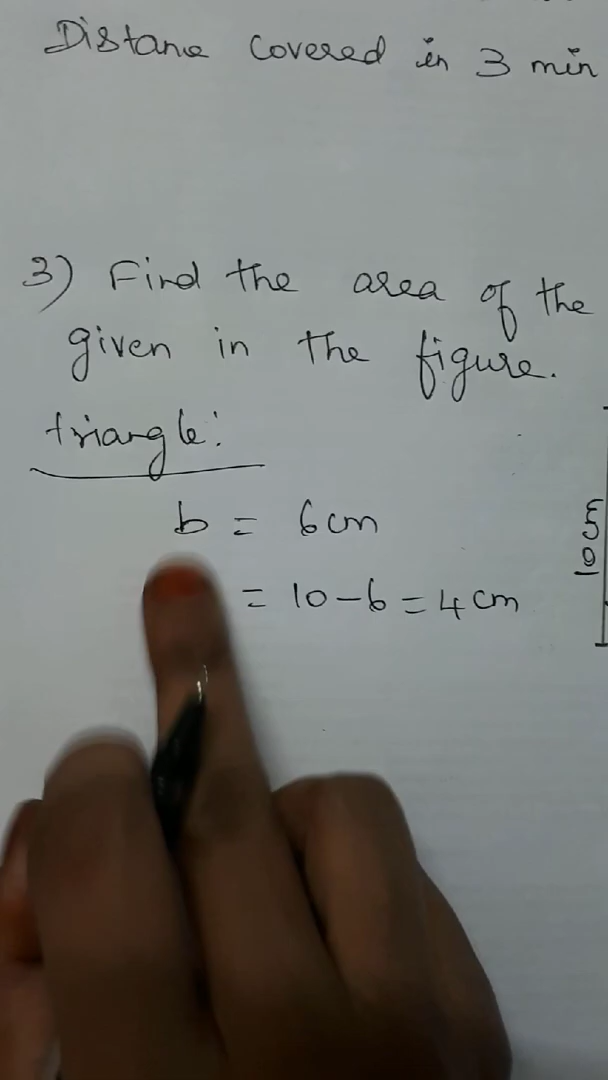 Distance covered in 3 min
3) Find the area of the
given in the figure.
triangle:
b = 6cm
= 10-6 = 4cm
10 cm